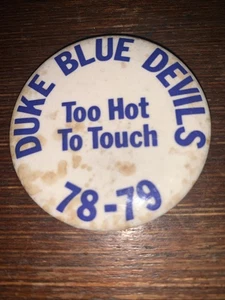 DUKE BLUE DEVILS
Too Hot
To Touch
78-79